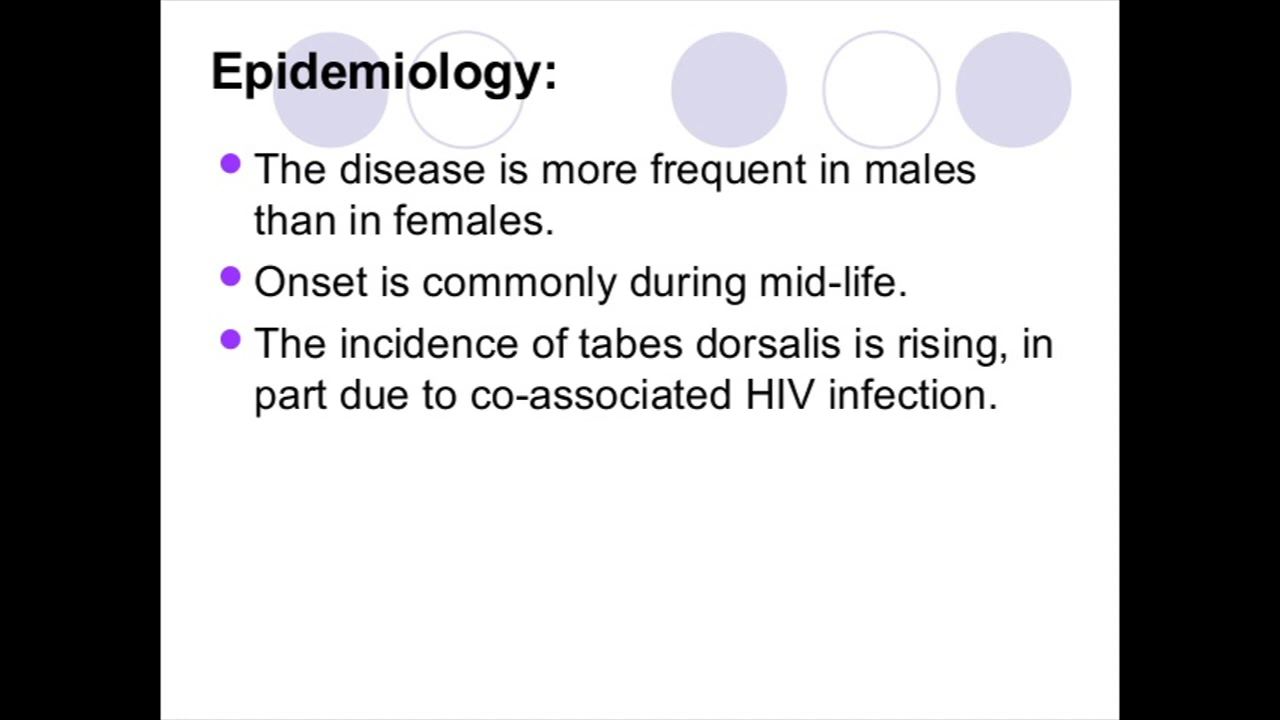 Epidemiology:
The disease is more frequent in males
than in females.
Onset is commonly during mid-life.
The incidence of tabes dorsalis is rising, in
part due to co-associated HIV infection.